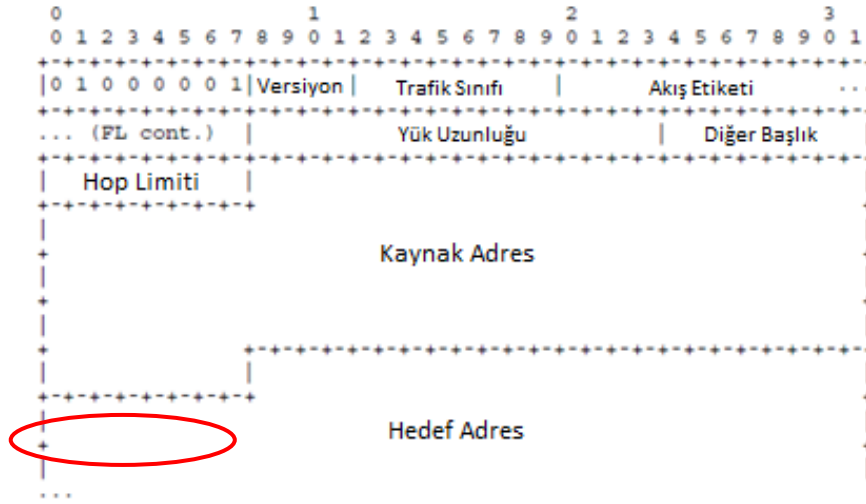 0 1 2 3
0 1 2 3 4 5 6 7 8 9 0 1 2 3 4 5 6 7 8 9 0 1 2 3 4 5 6 7 8 9 0 1
+-+-+-+-+-+-+-+-+-+-+-+-+-+-+-+-+-+-+-+-+-+-+-+-+-+-+-+-+-+-+-+-
|0 1 0 0 0 0 0 1| Versiyon | Trafik Sınıfı | Akış Etiketi ...
+-+-+-+-+-+-+-+-+-+-+-+-+-+-+-+-+-+-+-+-+-+-+-+-+-+-+-+-+-+-+-+-
... (FL cont.) | Yük Uzunluğu | Diğer Başlık
+-+-+-+-+-+-+-+-+-+-+-+-+-+-+-+-+-+-+-+-+-+-+-+-+-+-+-+-+-+-+-+-
| Hop Limiti |
+-+-+-+-+-+-+-+-+
|
+ Kaynak Adres
|
+
|
+ +-+-+-+-+-+-+-+-+-+-+-+-+-+-+-+-+-+-+-+-+-+-+-+-
| |
+-+-+-+-+-+-+-+-+
|
+ Hedef Adres
|
...